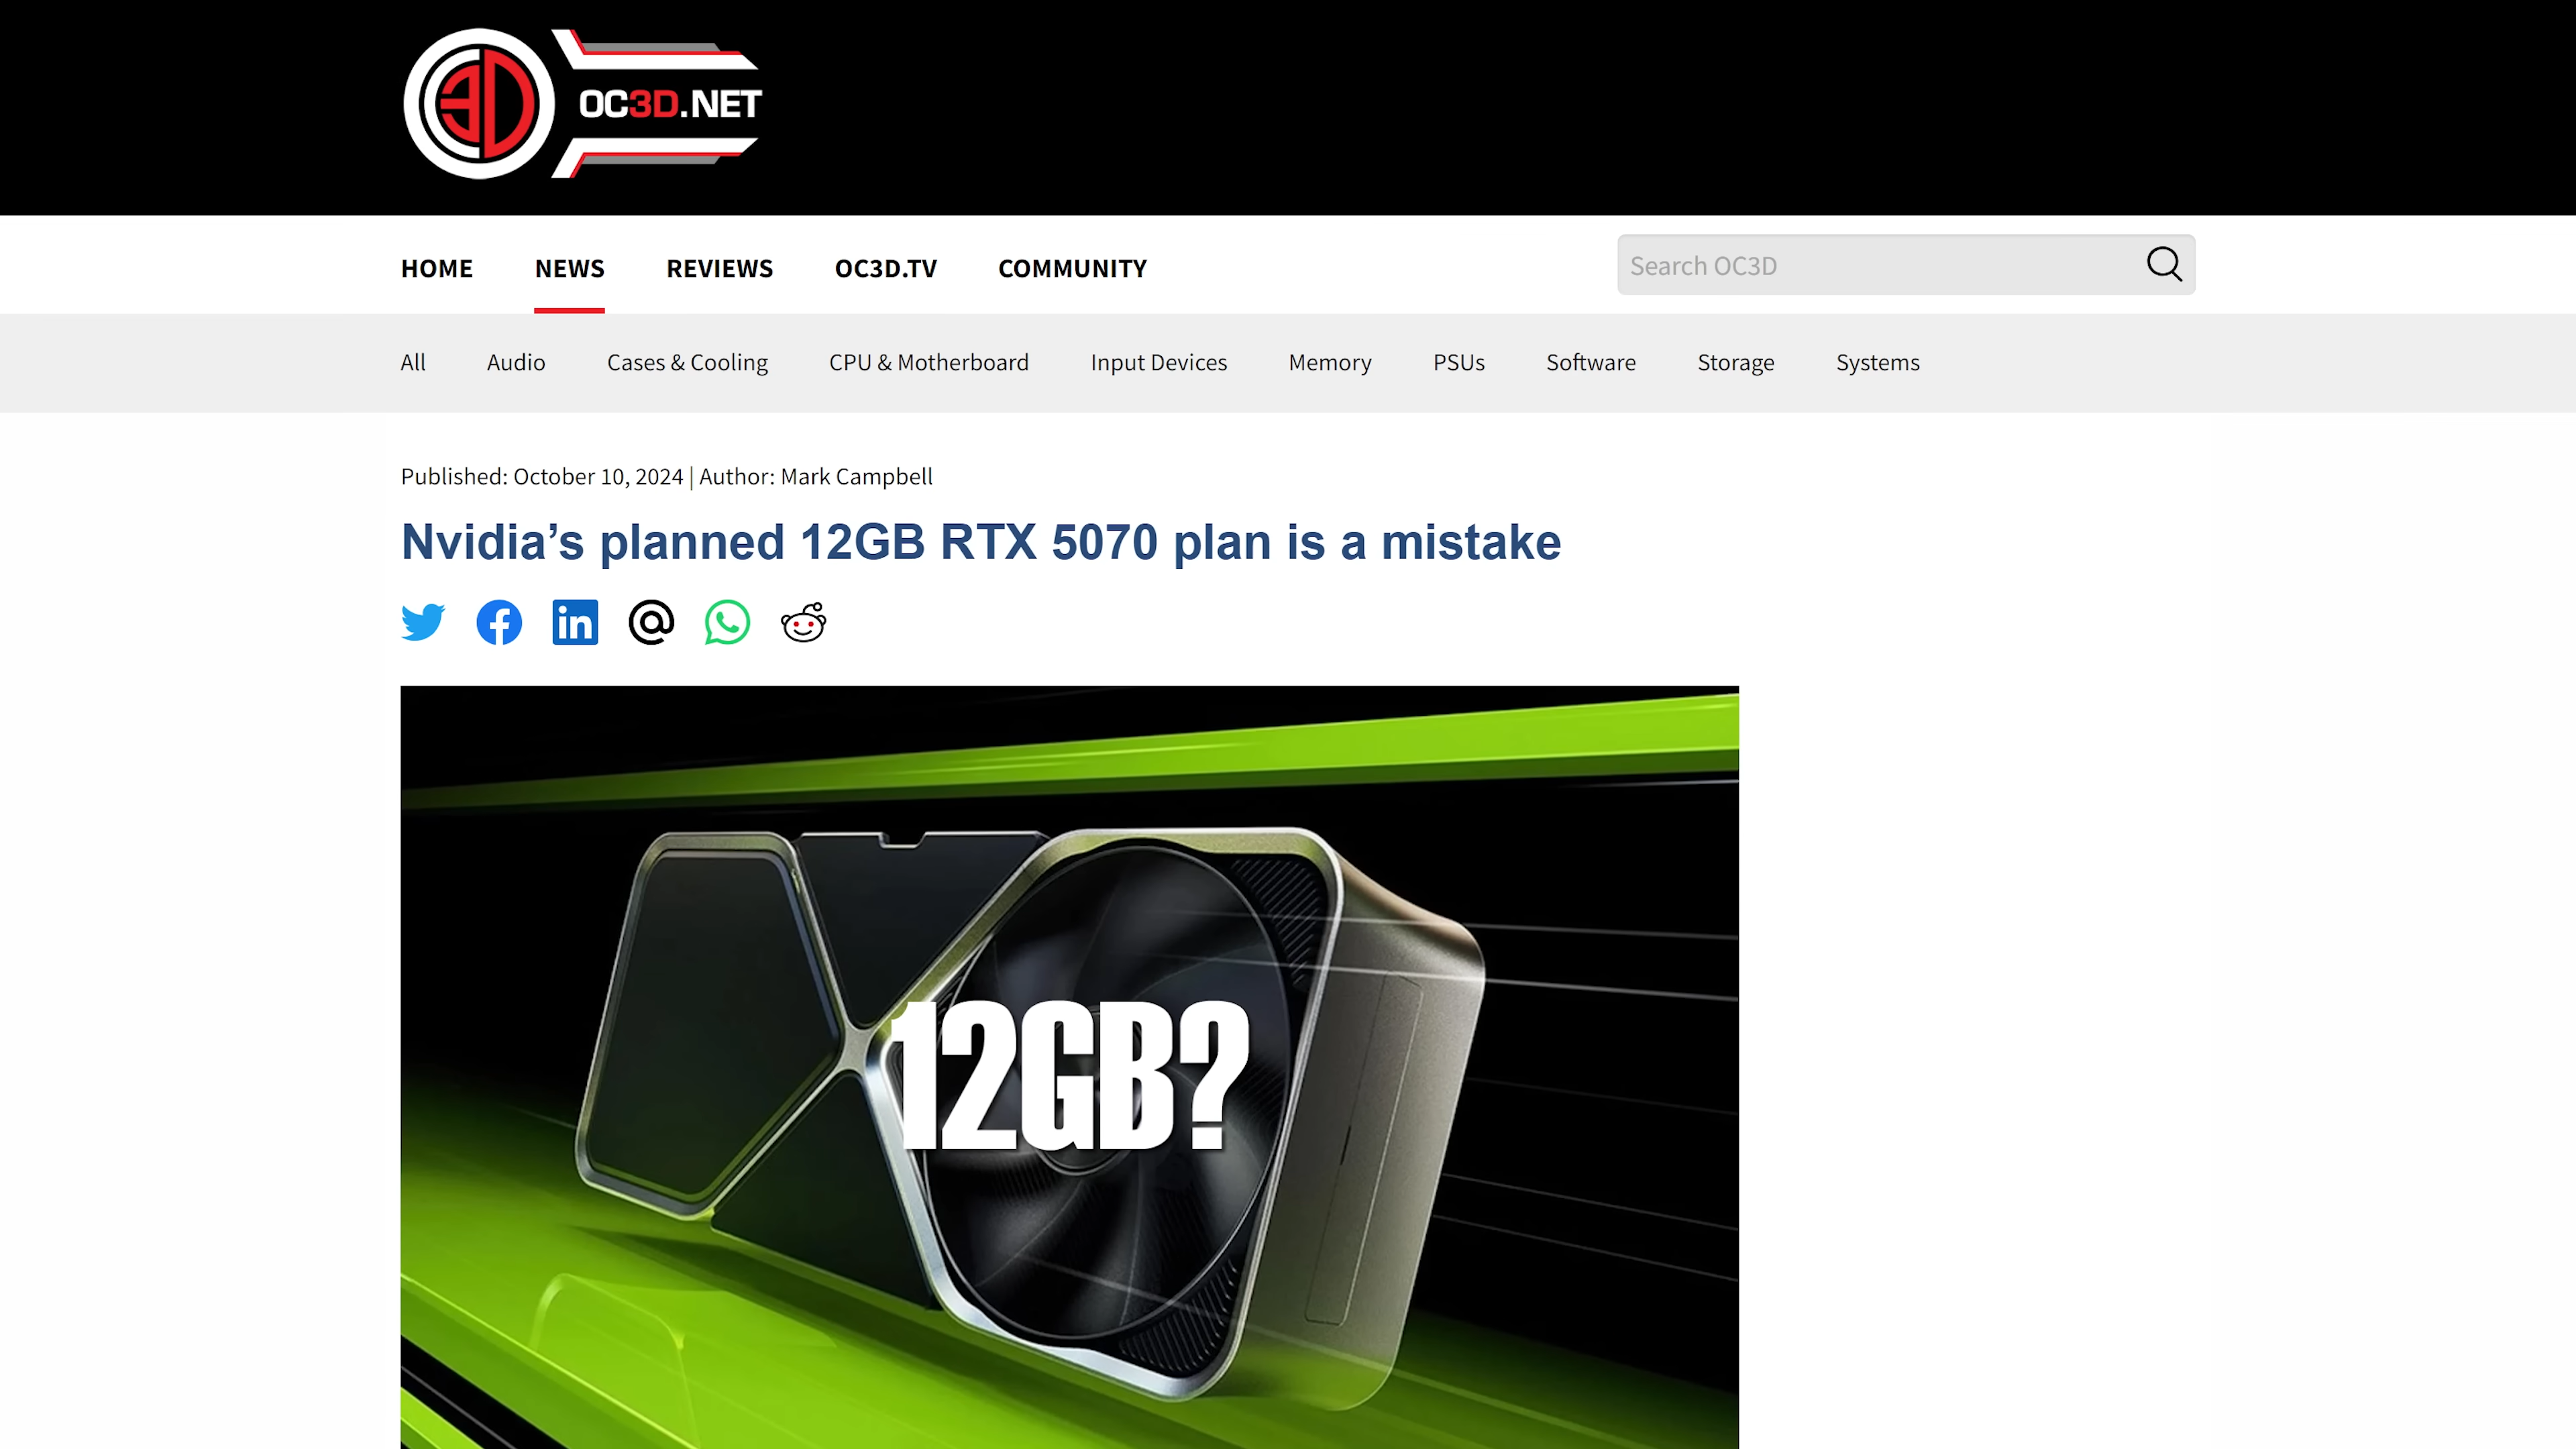 3D
OC3D.NET
HOME NEWS REVIEWS OC3D.TV COMMUNITY
Search OC3D
All Audio Cases & Cooling CPU & Motherboard Input Devices Memory PSUs Software Storage Systems
Published: October 10, 2024 | Author: Mark Campbell
Nvidia’s planned 12GB RTX 5070 plan is a mistake
12GB?